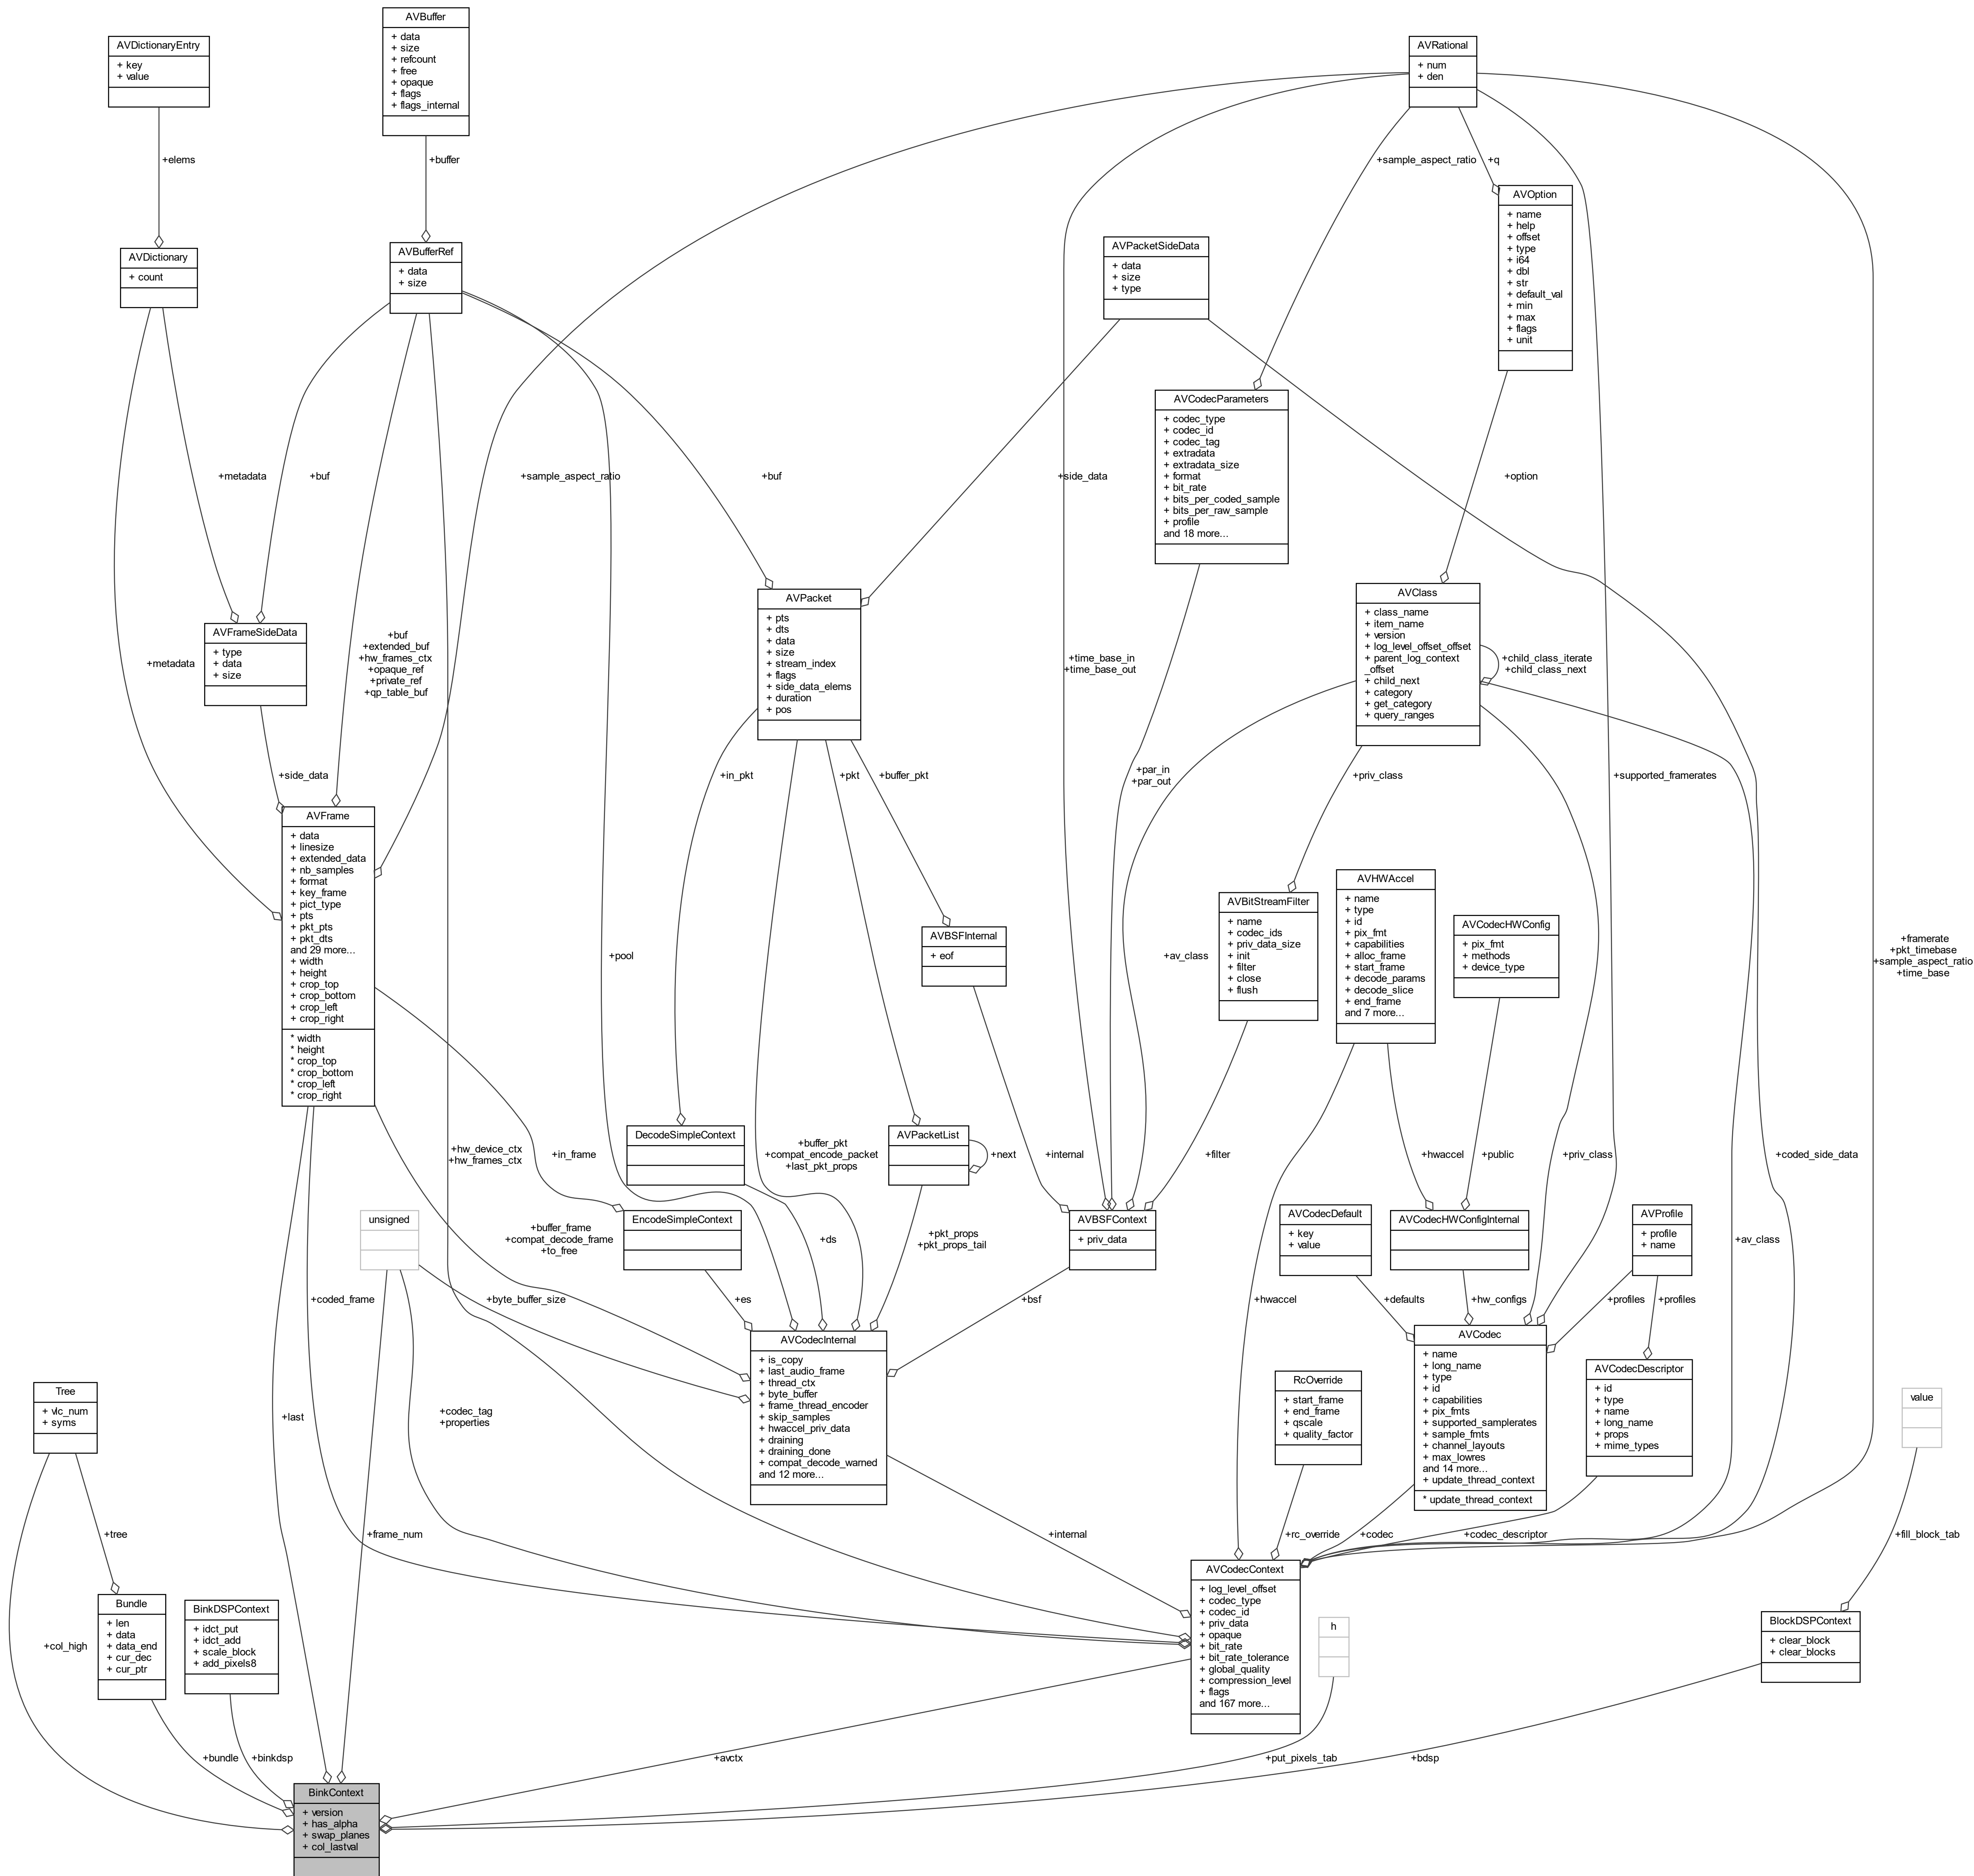 AVBuffer
+ data
+ size
+ refcount
+ free
+ opaque
+ flags
+ flags_internal
AVDictionaryEntry
+ key
+ value
AVRational
+ num
+ den
+elems
+buffer
+sample_aspect_ratio
+q
AVOption
+ name
+ help
+ offset
+ type
+ i64
+ dbl
+ str
+ default_val
+ min
+ max
+ flags
+ unit
AVDictionary
+ count
AVBufferRef
+ data
+ size
AVPacketSideData
+ data
+ size
+ type
AVCodecParameters
+ codec_type
+ codec_id
+ codec_tag
+ extradata
+ extradata_size
+ format
+ bit_rate
+ bits_per_coded_sample
+ bits_per_raw_sample
+ profile
and 18 more...
+metadata
+buf
+sample_aspect_ratio
+buf
+side_data
+option
AVPacket
+ pts
+ dts
+ data
+ size
+ stream_index
+ flags
+ side_data_elems
+ duration
+ pos
AVClass
+ class_name
+ item_name
+ version
+ log_level_offset_offset
+ parent_log_context
_offset
+ child_next
+ category
+ get_category
+ query_ranges
+child_class_iterate
+child_class_next
AVFrameSideData
+ type
+ data
+ size
+metadata
+buf
+extended_buf
+hw_frames_ctx
+opaque_ref
+private_ref
+qp_table_buf
+time_base_in
+time_base_out
+side_data
+in_pkt
+pkt
+buffer_pkt
+par_in
+par_out
+priv_class
+supported_framerates
AVFrame
+ data
+ linesize
+ extended_data
+ nb_samples
+ format
+ key_frame
+ pict_type
+ pts
+ pkt_pts
+ pkt_dts
and 29 more...
+ width
+ height
+ crop_top
+ crop_bottom
+ crop_left
+ crop_right
* width
* height
* crop_top
* crop_bottom
* crop_left
* crop_right
+pool
AVBSFInternal
+ eof
+av_class
AVBitStreamFilter
+ name
+ codec_ids
+ priv_data_size
+ init
+ filter
+ close
+ flush
AVHWAccel
+ name
+ type
+ id
+ pix_fmt
+ capabilities
+ alloc_frame
+ start_frame
+ decode_params
+ decode_slice
+ end_frame
and 7 more...
AVCodecHWConfig
+ pix_fmt
+ methods
+ device_type
+framerate
+pkt_timebase
+sample_aspect_ratio
+time_base
+hw_device_ctx
+hw_frames_ctx
+in_frame
DecodeSimpleContext
+buffer_pkt
+compat_encode_packet
+last_pkt_props
AVPacketList
+next
+internal
+filter
+hwaccel
+public
+priv_class
+coded_side_data
unsigned
+buffer_frame
+compat_decode_frame
+to_free
EncodeSimpleContext
+ds
+pkt_props
+pkt_props_tail
AVBSFContext
+ priv_data
AVCodecDefault
+ key
+ value
AVCodecHWConfigInternal
AVProfile
+ profile
+ name
+av_class
+coded_frame
+byte_buffer_size
+es
+bsf
+hwaccel
+defaults
+hw_configs
+profiles
+profiles
AVCodecInternal
+ is_copy
+ last_audio_frame
+ thread_ctx
+ byte_buffer
+ frame_thread_encoder
+ skip_samples
+ hwaccel_priv_data
+ draining
+ draining_done
+ compat_decode_warned
and 12 more...
AVCodec
+ name
+ long_name
+ type
+ id
+ capabilities
+ pix_fmts
+ supported_samplerates
+ sample_fmts
+ channel_layouts
+ max_lowres
and 14 more...
+ update_thread_context
* update_thread_context
AVCodecDescriptor
+ id
+ type
+ name
+ long_name
+ props
+ mime_types
RcOverride
+ start_frame
+ end_frame
+ qscale
+ quality_factor
Tree
+ vlc_num
+ syms
+last
+codec_tag
+properties
value
+tree
+frame_num
+internal
+rc_override
+codec
+codec_descriptor
+fill_block_tab
AVCodecContext
+ log_level_offset
+ codec_type
+ codec_id
+ priv_data
+ opaque
+ bit_rate
+ bit_rate_tolerance
+ global_quality
+ compression_level
+ flags
and 167 more...
Bundle
+ len
+ data
+ data_end
+ cur_dec
+ cur_ptr
BinkDSPContext
+ idct_put
+ idct_add
+ scale_block
+ add_pixels8
h
BlockDSPContext
+ clear_block
+ clear_blocks
+col_high
+bundle
+binkdsp
+avctx
+put_pixels_tab
+bdsp
BinkContext
+ version
+ has_alpha
+ swap_planes
+ col_lastval